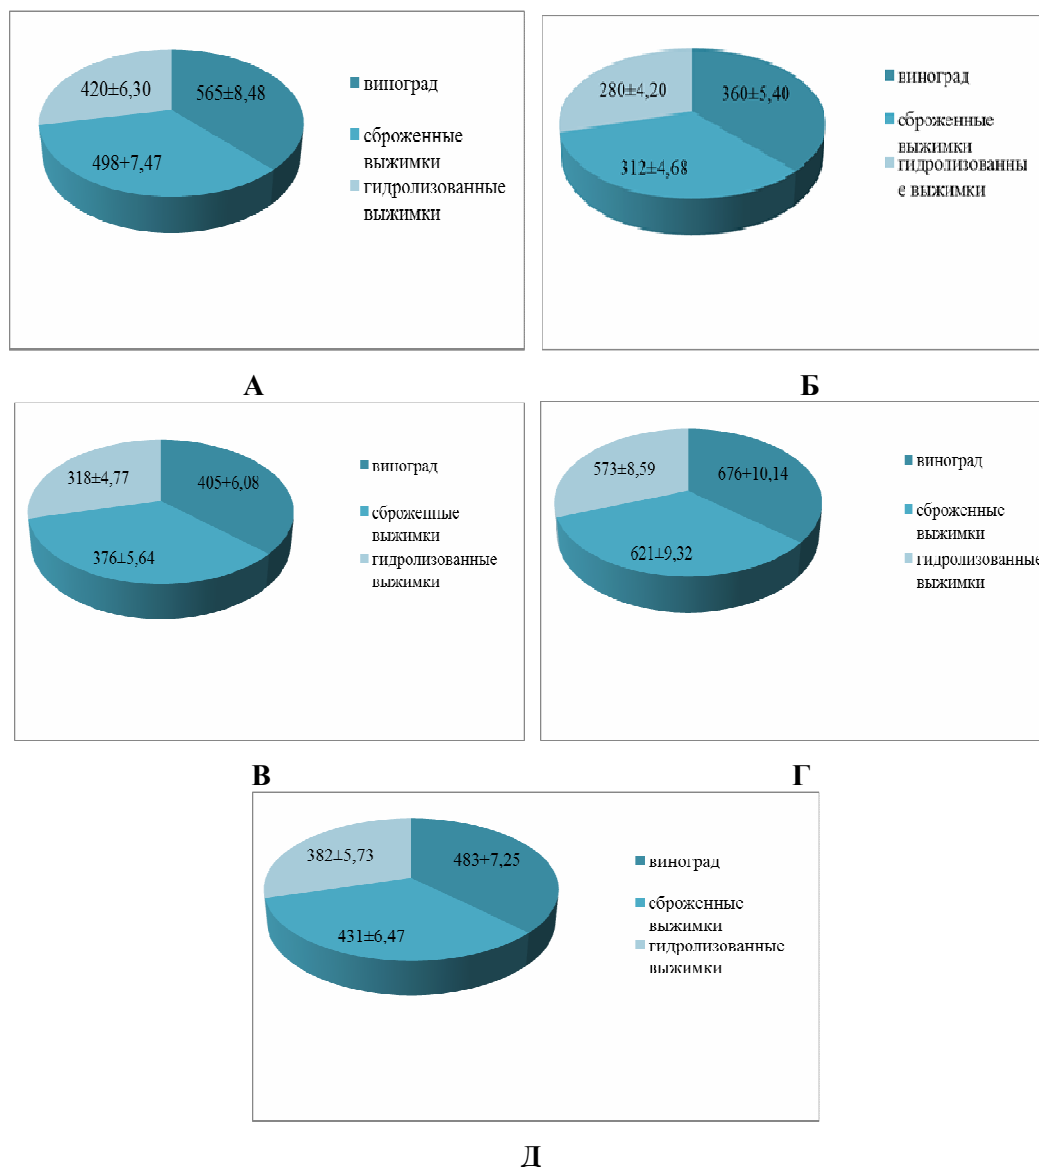 420±6,30
565±8,48
498+7,47
виноград
сброженные
выжимки
гидролизованные
выжимки
280±4,20
360±5,40
312±4,68
виноград
сброженные
выжимки
гидролизованны
е выжимки
А
Б
318±4,77
405±6,08
376±5,64
виноград
сброженные
выжимки
гидролизованные
выжимки
573±8,59
676±10,14
621±9,32
виноград
сброженные
выжимки
гидролизованные
выжимки
В
Г
382±5,73
483+7,25
431±6,47
виноград
сброженные
выжимки
гидролизованные
выжимки
Д